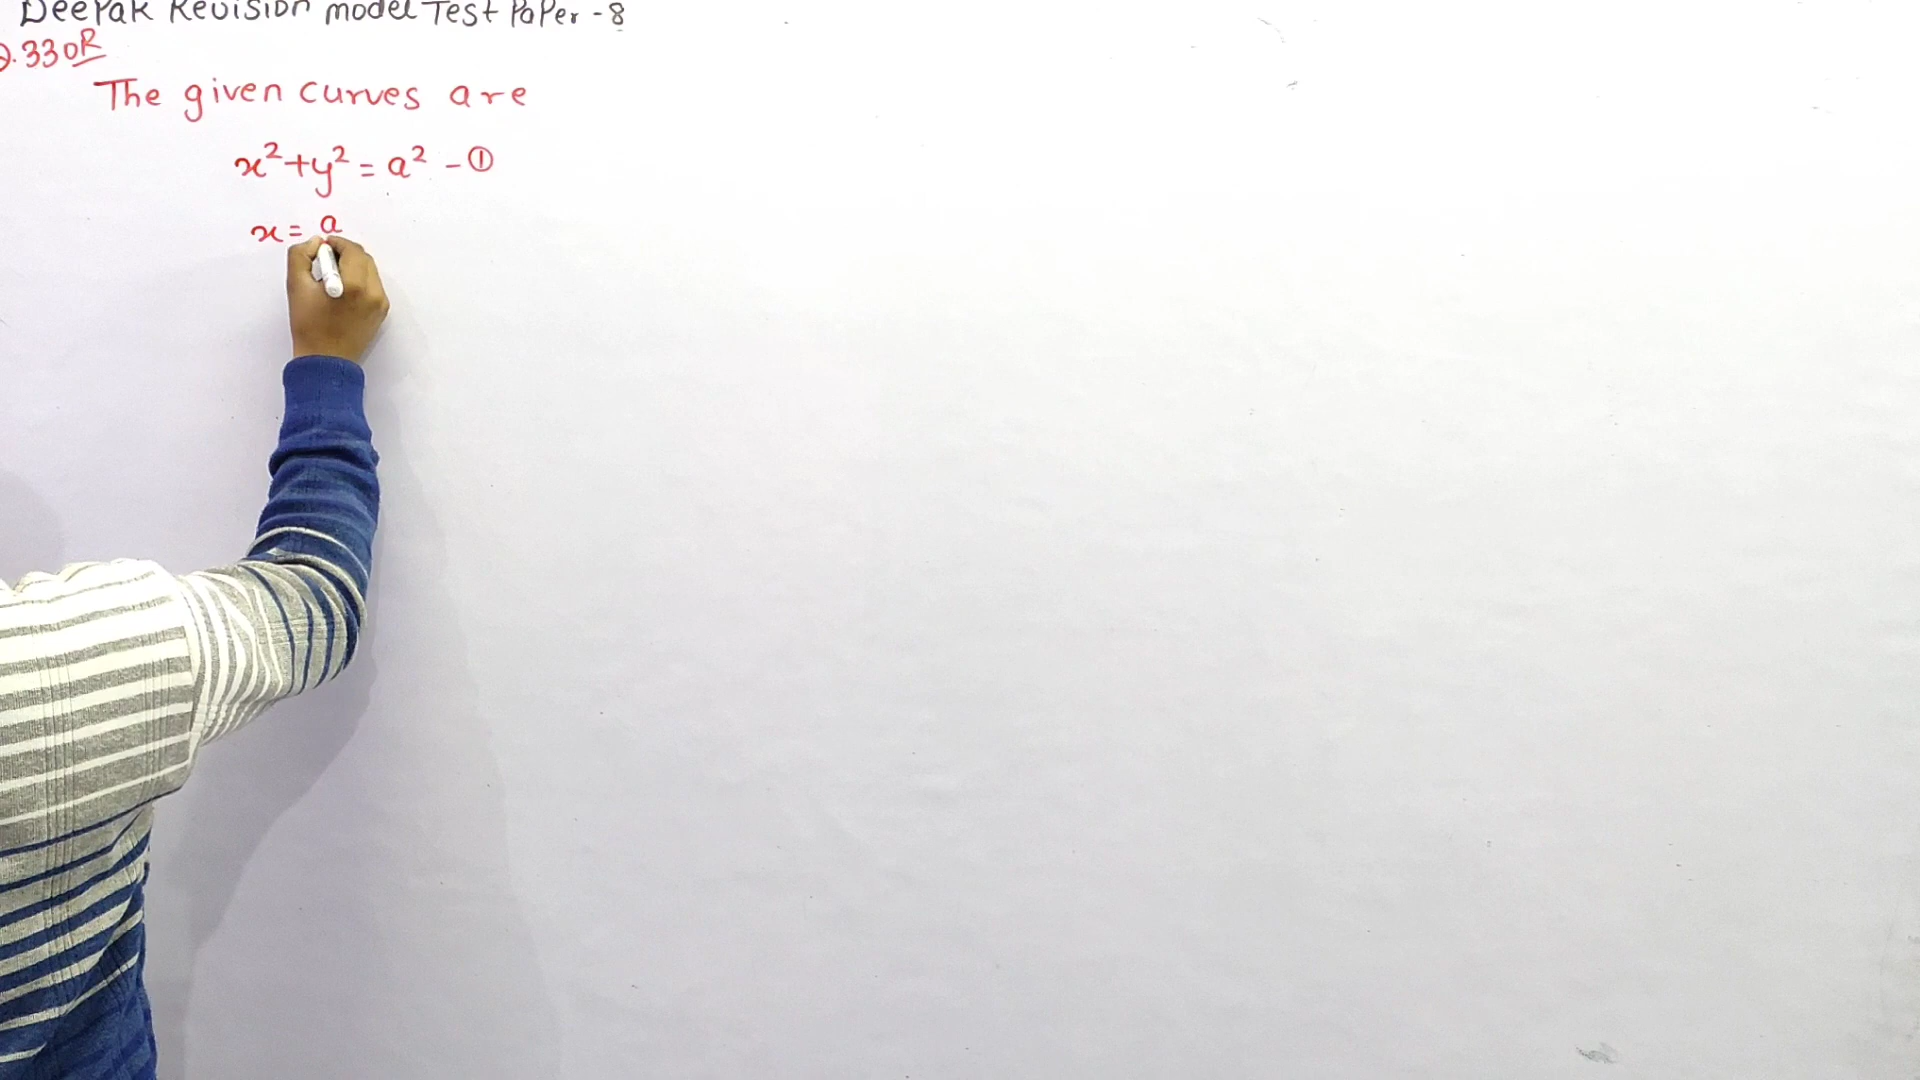 Deepak Revision model Test Paper - 8
Q.33 OR
The given curves are
x²+y² = a² - ①
x = a